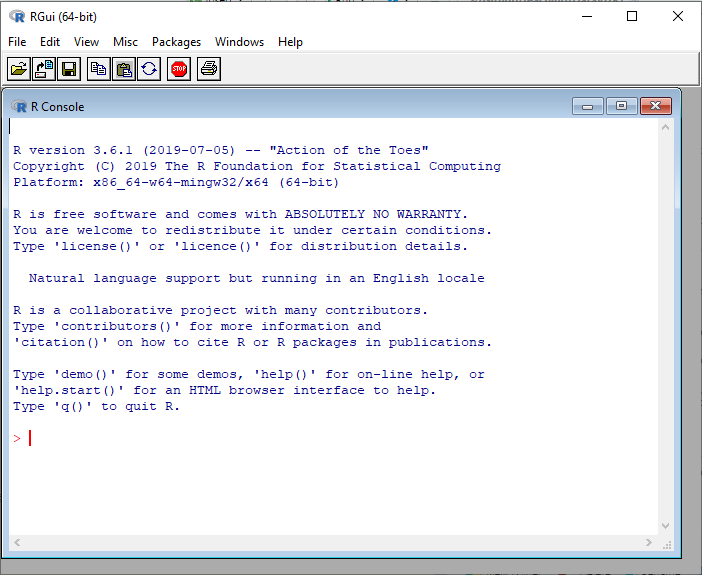 RGui (64-bit)
File Edit View Misc Packages Windows Help
STOP
R Console
R version 3.6.1 (2019-07-05) -- "Action of the Toes"
Copyright (C) 2019 The R Foundation for Statistical Computing
Platform: x86_64-w64-mingw32/x64 (64-bit)
R is free software and comes with ABSOLUTELY NO WARRANTY.
You are welcome to redistribute it under certain conditions.
Type 'license()' or 'licence()' for distribution details.
Natural language support but running in an English locale
R is a collaborative project with many contributors.
Type 'contributors()' for more information and
'citation()' on how to cite R or R packages in publications.
Type 'demo()' for some demos, 'help()' for on-line help, or
'help.start()' for an HTML browser interface to help.
Type 'q()' to quit R.
>